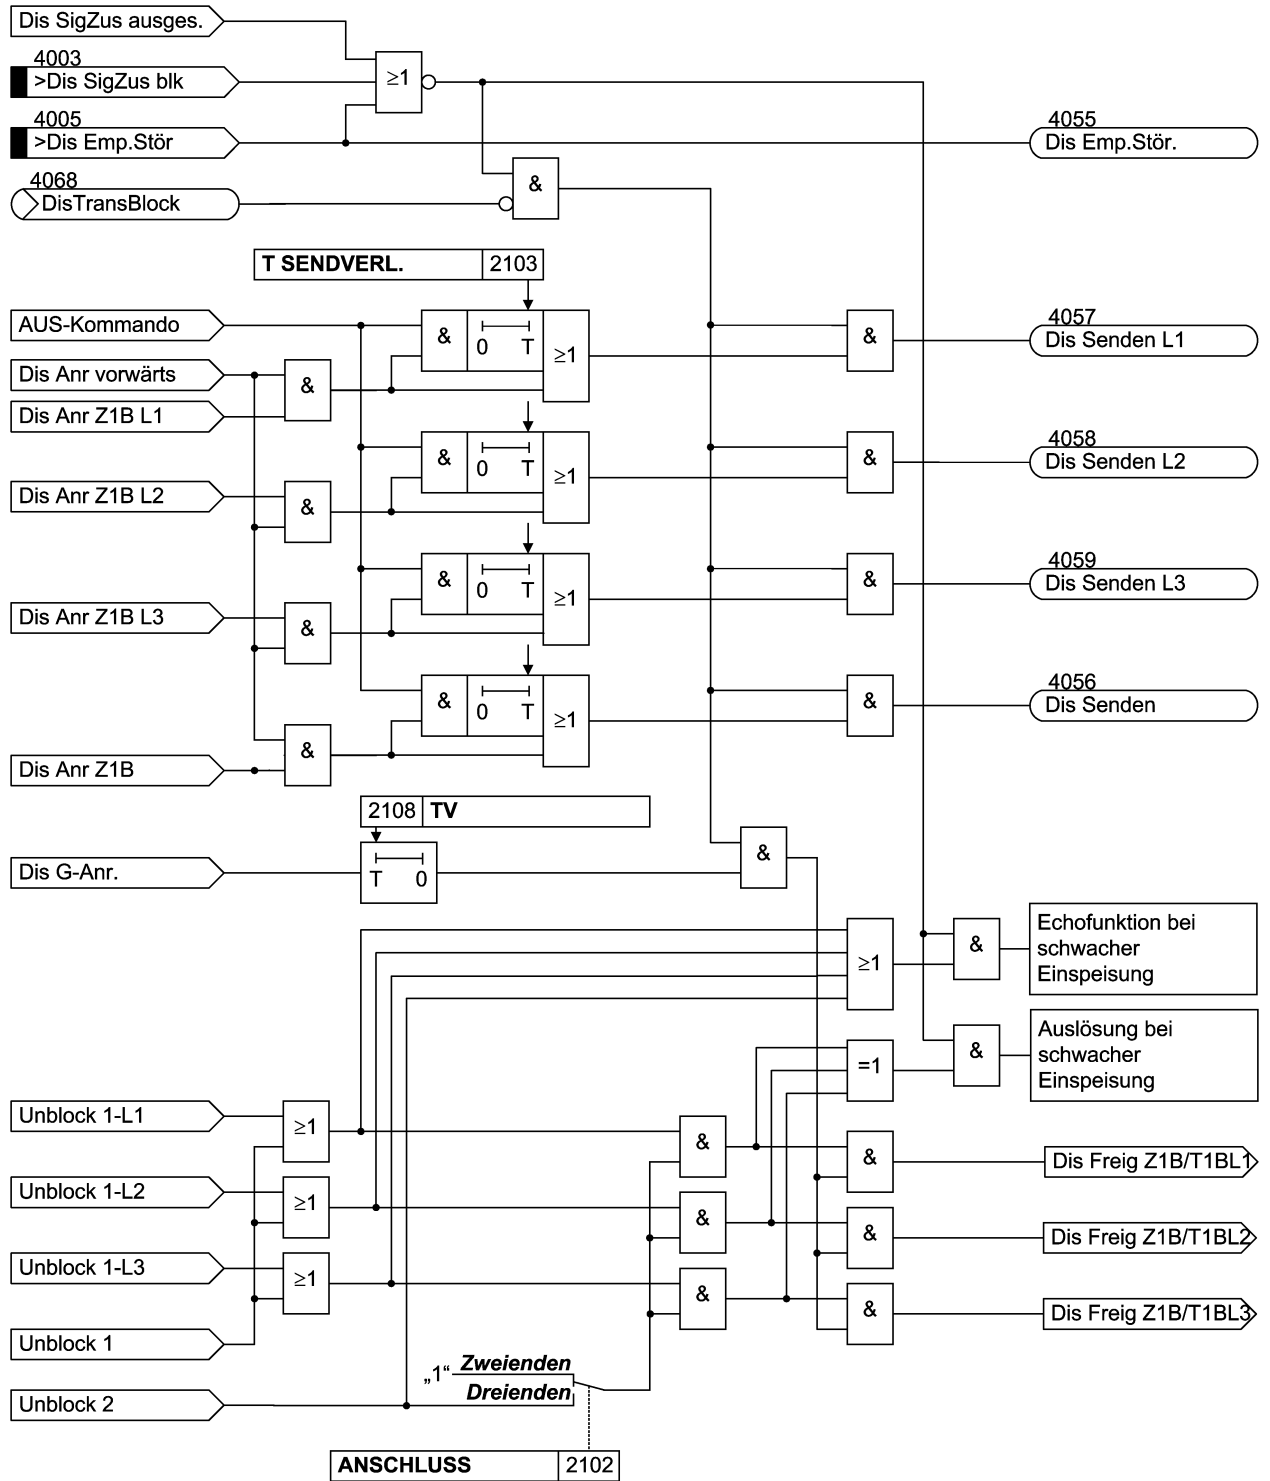 Dis SigZus ausges.
4003
>Dis SigZus blk
≥1
4005
>Dis Emp.Stör
4055
Dis Emp.Stör.
4068
DisTransBlock
&
T SENDVERL. 2103
AUS-Kommando
& 0 T ≥1
&
4057
Dis Senden L1
Dis Anr vorwärts
&
Dis Anr Z1B L1
& 0 T ≥1
&
4058
Dis Senden L2
Dis Anr Z1B L2
&
& 0 T ≥1
&
4059
Dis Senden L3
Dis Anr Z1B L3
&
& 0 T ≥1
&
4056
Dis Senden
&
Dis Anr Z1B
2108 TV
Dis G-Anr.
T 0
&
≥1
&
Echofunktion bei
schwacher
Einspeisung
=1
&
Auslösung bei
schwacher
Einspeisung
Unblock 1-L1
≥1
&
&
Dis Freig Z1B/T1BL1
Unblock 1-L2
≥1
&
&
Dis Freig Z1B/T1BL2
Unblock 1-L3
≥1
&
&
Dis Freig Z1B/T1BL3
Unblock 1
„1“ Zweienden
Dreienden
Unblock 2
ANSCHLUSS 2102